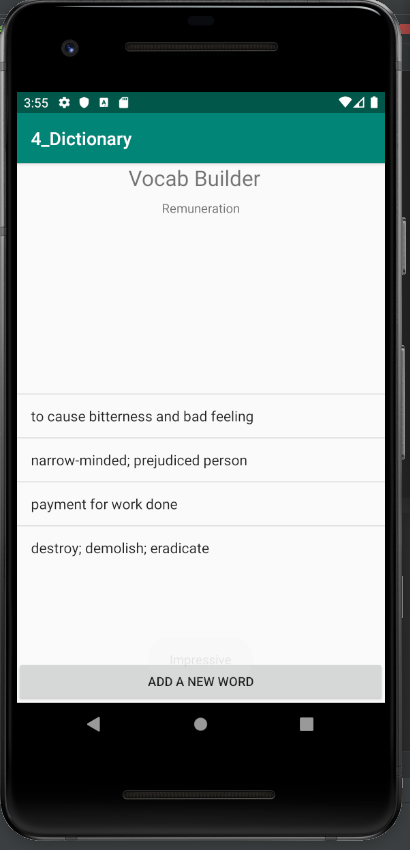 3:55
4_Dictionary
Vocab Builder
Remuneration
to cause bitterness and bad feeling
narrow-minded; prejudiced person
payment for work done
destroy; demolish; eradicate
Impressive
ADD A NEW WORD